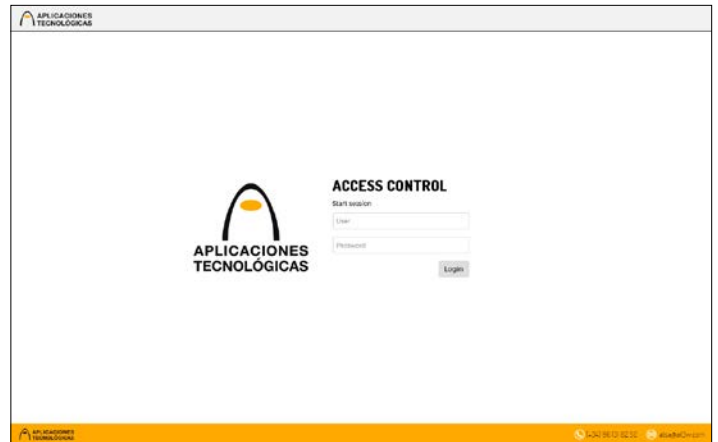 APLICACIONES
TECNOLÓGICAS
ACCESS CONTROL
Start session
User
Password
Login
APLICACIONES
TECNOLÓGICAS
APLICACIONES
TECNOLÓGICAS